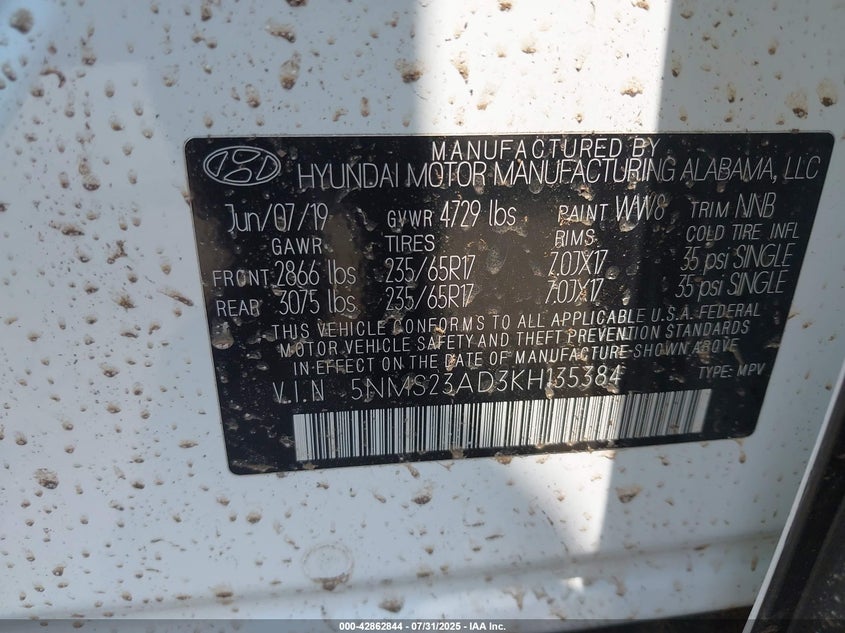 MANUFACTURED BY
HYUNDAI MOTOR MANUFACTURING ALABAMA, LLC
Jun/07/19 GVWR 4729 lbs PAINT WW8 TRIM NNB
GAWR TIRES RIMS COLD TIRE INFL
FRONT 2866 lbs 235/65R17 7.0JX17 35 psi SINGLE
REAR 3075 lbs 235/65R17 7.0JX17 35 psi SINGLE
THIS VEHICLE CONFORMS TO ALL APPLICABLE U.S.A. FEDERAL
MOTOR VEHICLE SAFETY AND THEFT PREVENTION STANDARDS
IN EFFECT ON THE DATE OF MANUFACTURE SHOWN ABOVE
V.I.N 5NMS23AD3KH135384 TYPE: MPV
000-42862844 / 07/31/2025 - IAA Inc.